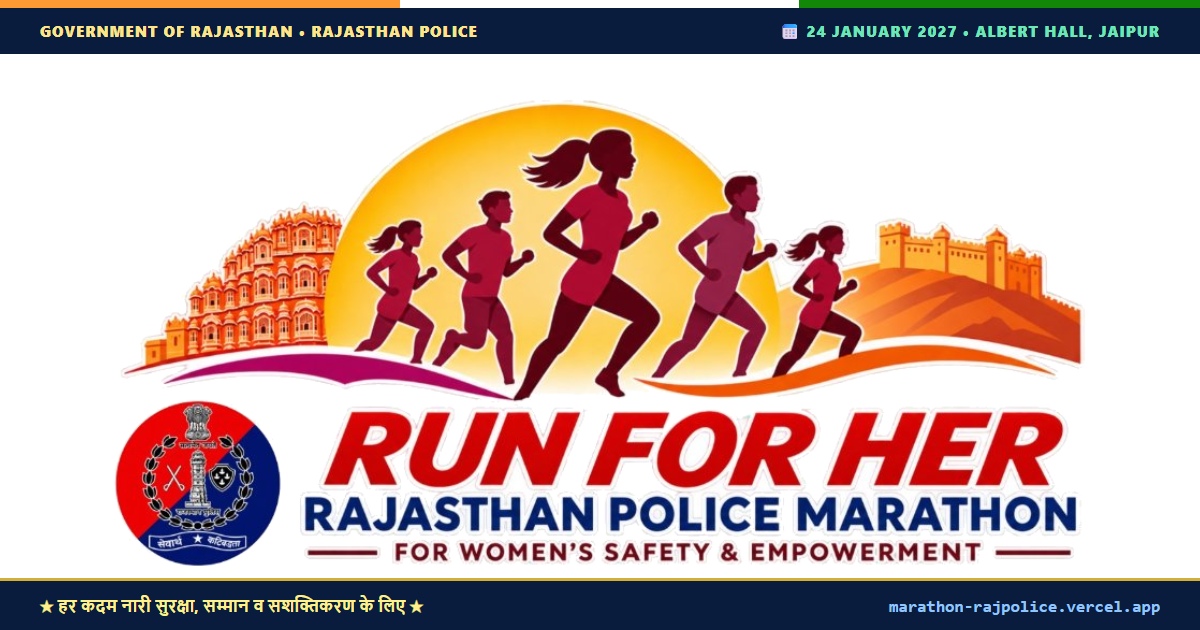 GOVERNMENT OF RAJASTHAN • RAJASTHAN POLICE
24 JANUARY 2027 • ALBERT HALL, JAIPUR
RUN FOR HER
RAJASTHAN POLICE MARATHON
FOR WOMEN'S SAFETY & EMPOWERMENT
सेवार्थ ★ कटिबद्धता
★ हर कदम नारी सुरक्षा, सम्मान व सशक्तिकरण के लिए ★
marathon-rajpolice.vercel.app